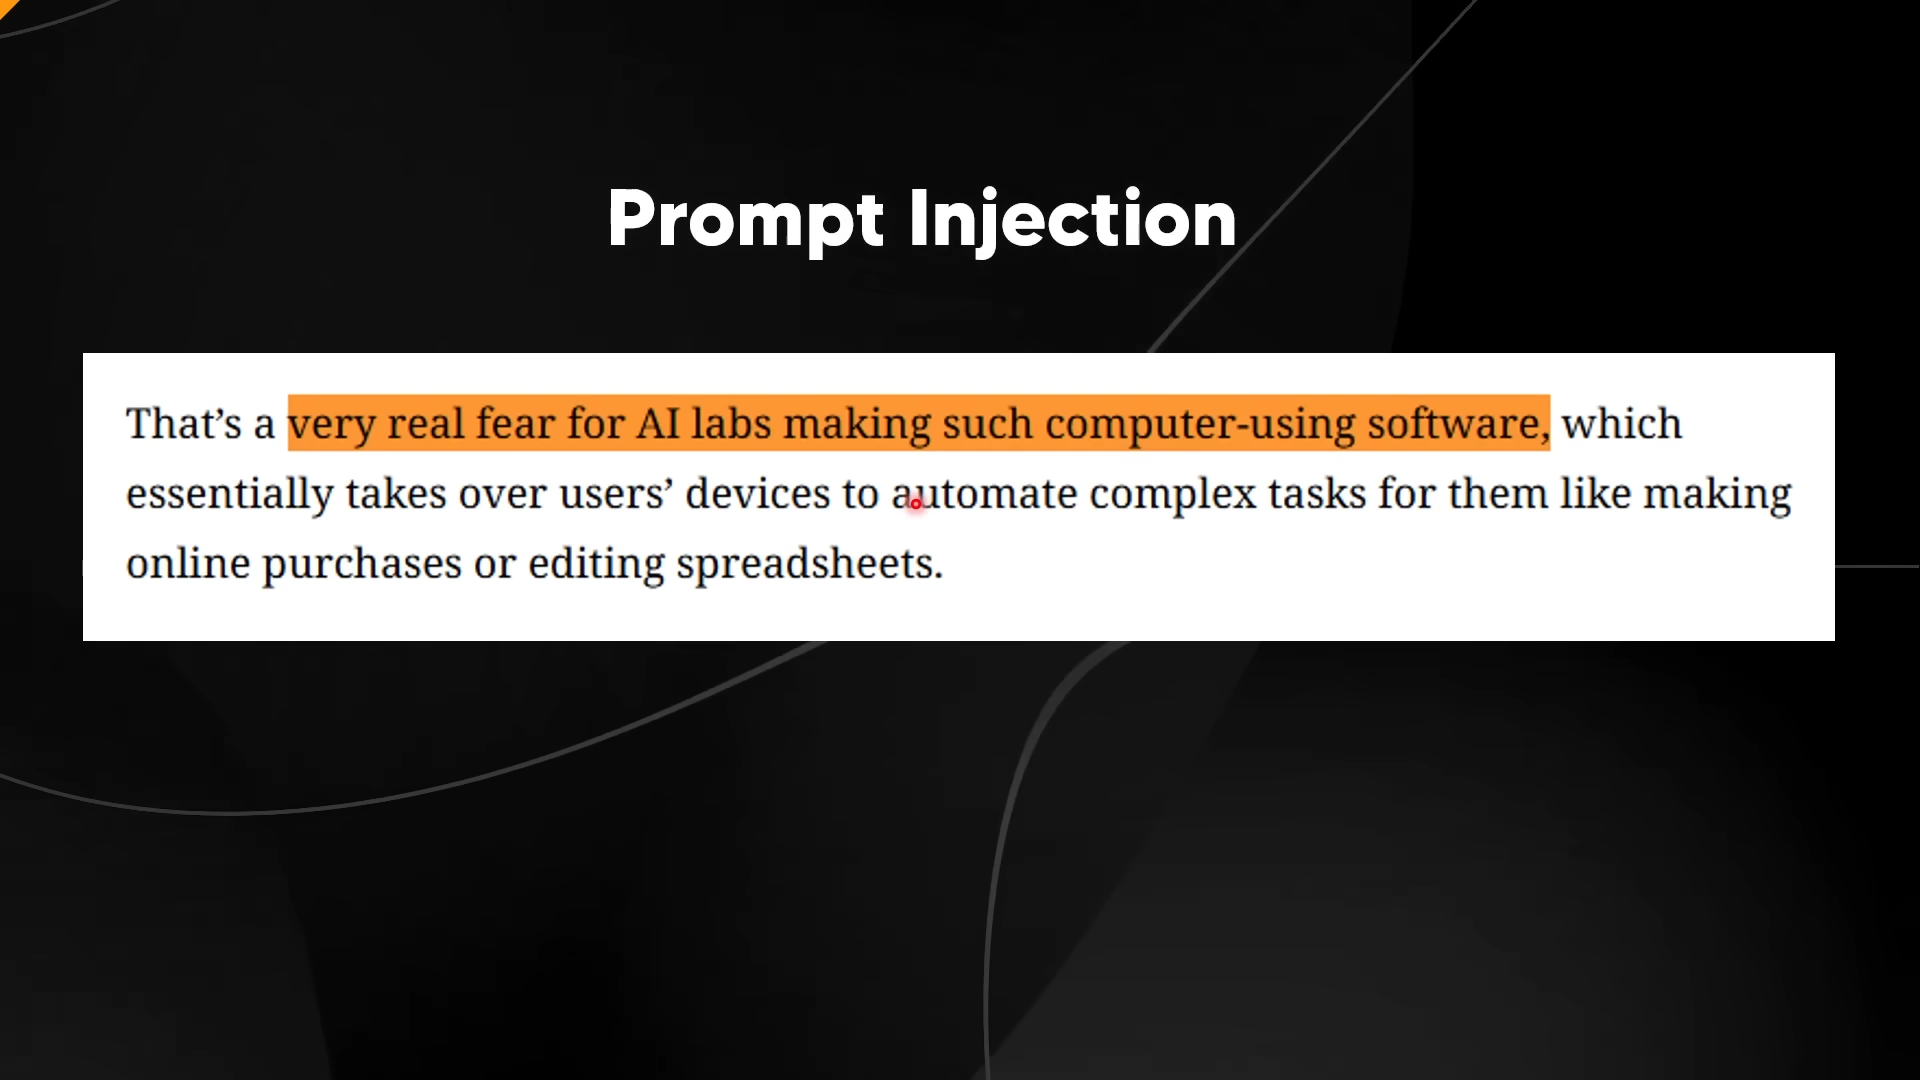 Prompt Injection
That’s a very real fear for AI labs making such computer-using software, which
essentially takes over users’ devices to automate complex tasks for them like making
online purchases or editing spreadsheets.